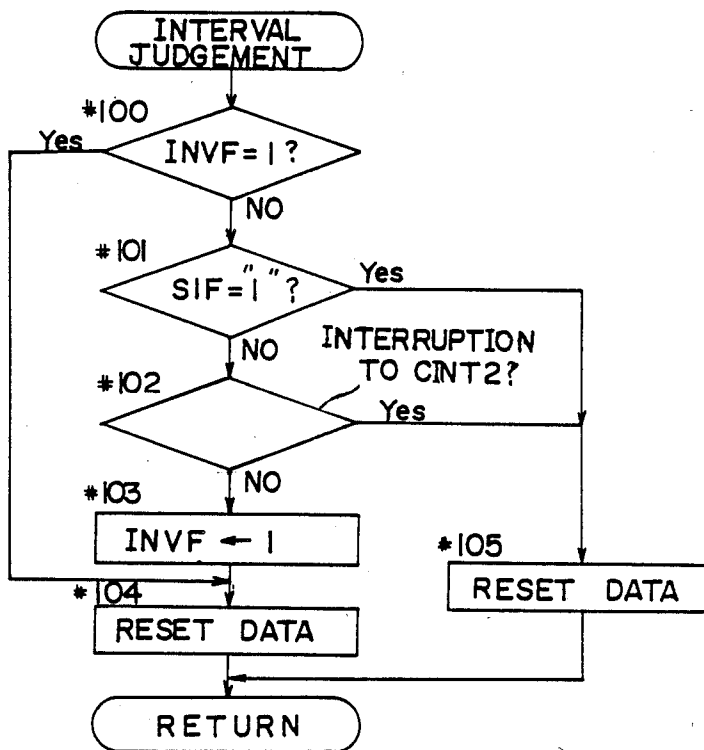 INTERVAL
JUDGEMENT
#100
Yes
INVF=1?
NO
#101
SIF="1"?
Yes
NO
INTERRUPTION
TO CINT2?
#102
Yes
NO
#103
INVF ← 1
#105
RESET DATA
#104
RESET DATA
RETURN